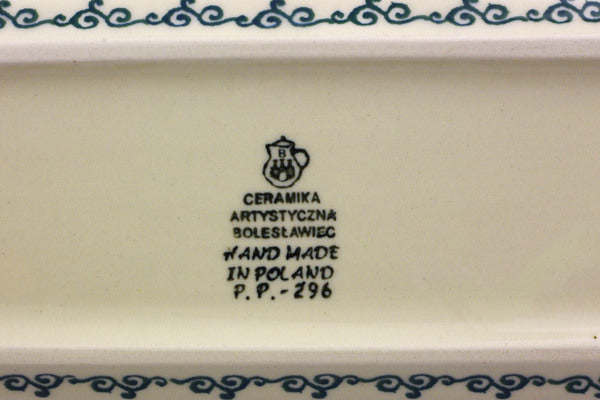 B
CERAMIKA
ARTYSTYCZNA
BOLESŁAWIEC
HAND MADE
IN POLAND
P.P.-296